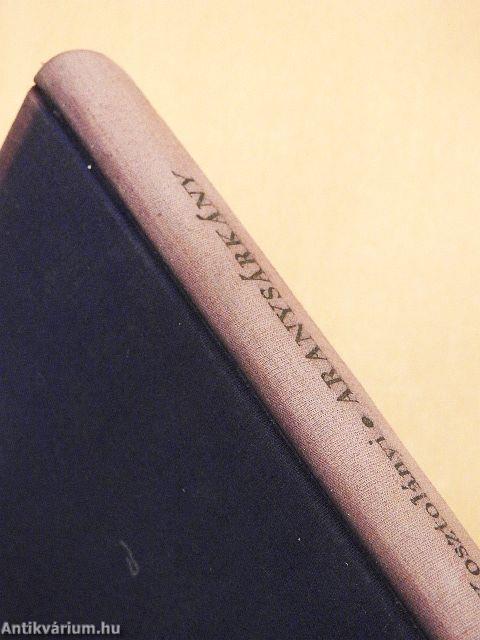 Kosztolányi • ARANYSÁRKÁNY
Antikvárium.hu